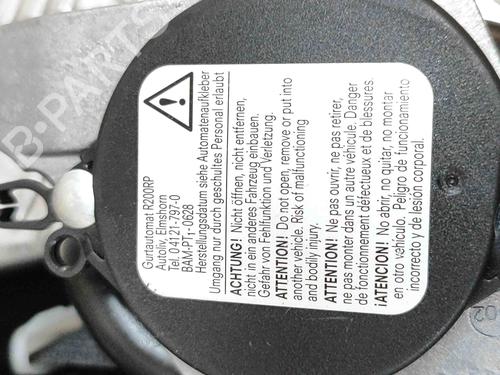 Gurtautomat R200RP
Autoliv, Elmshorn
Tel. 04121-797-0
BAM-PT1-0628
Herstellungsdatum siehe Automatenaufkleber
Umgang nur durch geschultes Personal erlaubt
ACHTUNG! Nicht öffnen, nicht entfernen,
nicht in ein anderes Fahrzeug einbauen.
Gefahr von Fehlfunktion und Verletzung.
ATTENTION! Do not open, remove or put into
another vehicle. Risk of malfunctioning
and bodily injury.
ATTENTION! Ne pas ouvrir, ne pas retirer,
ne pas monter dans un autre véhicule. Danger
de fonctionnement défectueux et de blessures
¡ATENCION! No abrir, no quitar, no montar
en otro vehículo. Peligro de funcionamiento
incorrecto y de lesión corporal.
02
B-PARTS